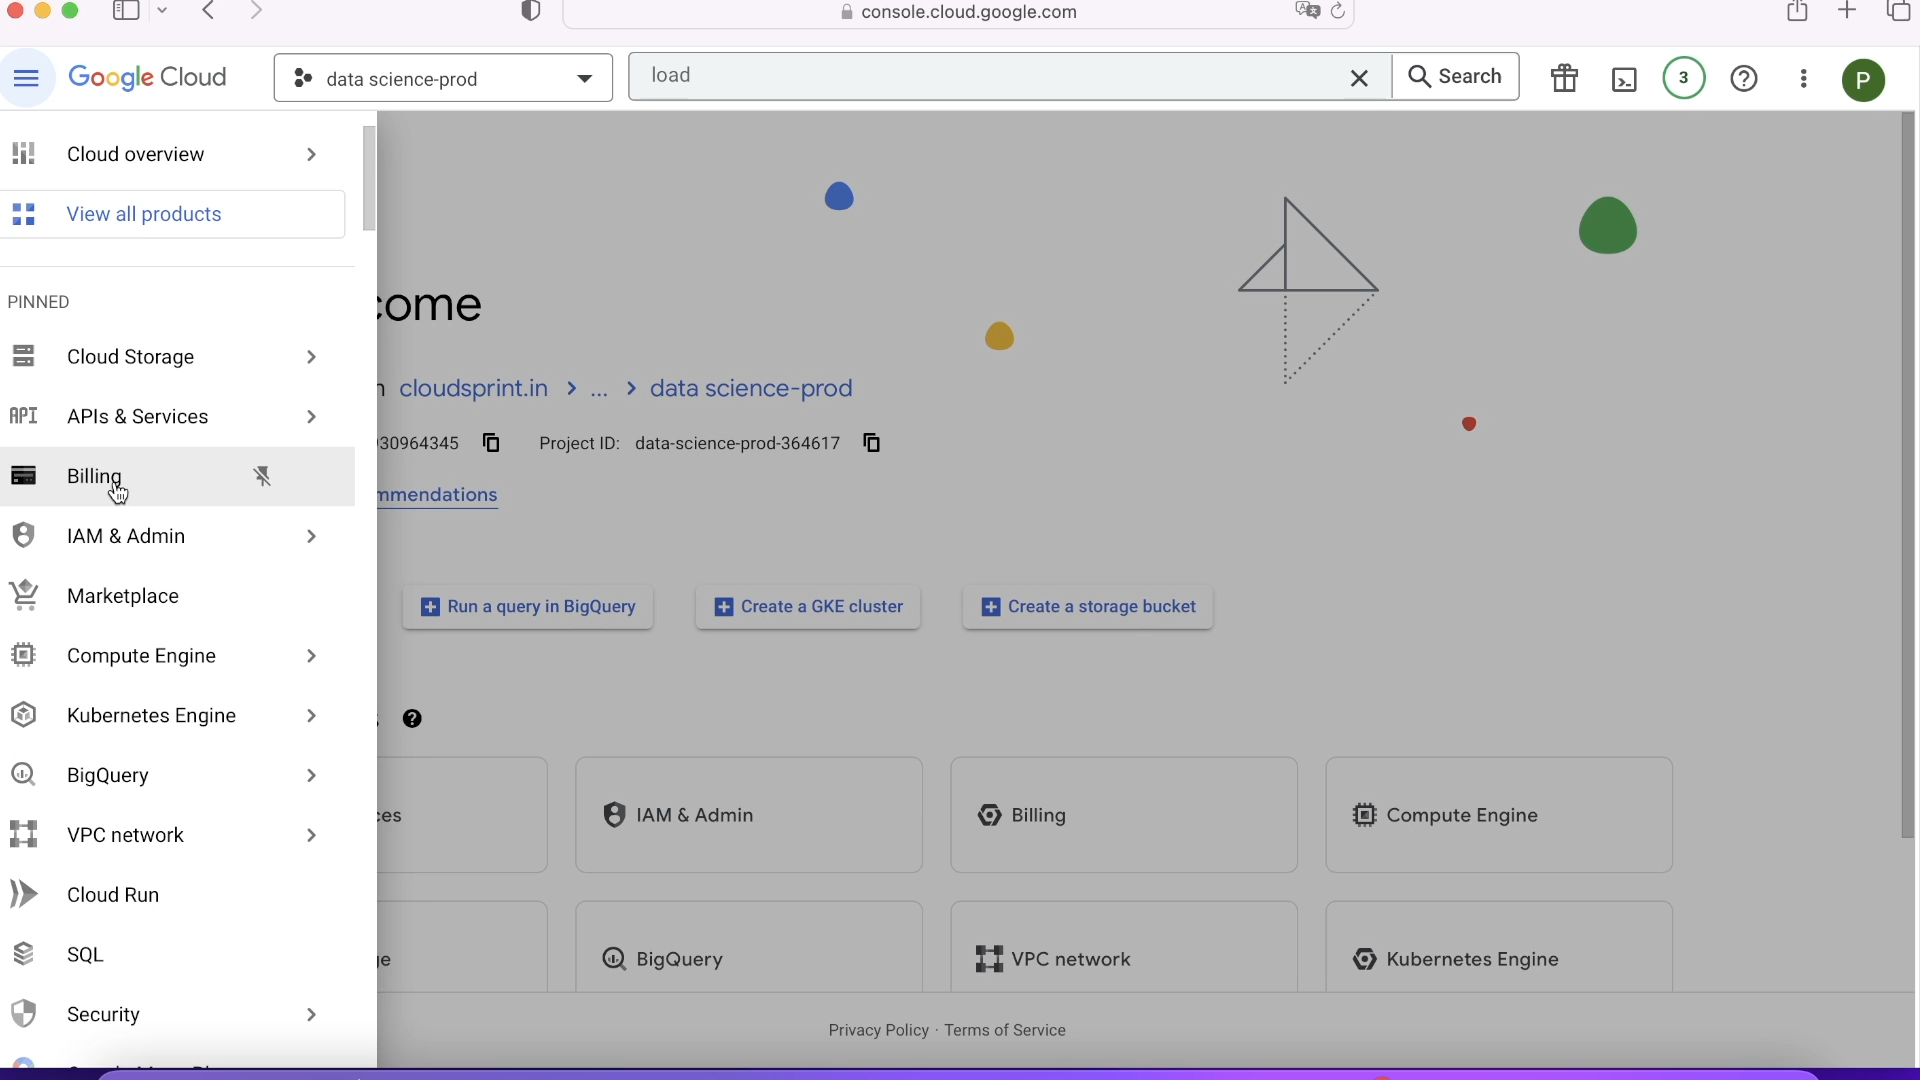 console.cloud.google.com
Google Cloud
data science-prod
load
Search
3
P
Cloud overview
View all products
PINNED
Cloud Storage
API APIs & Services
Billing
IAM & Admin
Marketplace
Compute Engine
Kubernetes Engine
BigQuery
VPC network
Cloud Run
SQL
Security
come
n cloudsprint.in > ... > data science-prod
30964345 Project ID: data-science-prod-364617
mmendations
Run a query in BigQuery
Create a GKE cluster
Create a storage bucket
ces
IAM & Admin
Billing
Compute Engine
ge
BigQuery
VPC network
Kubernetes Engine
Privacy Policy · Terms of Service